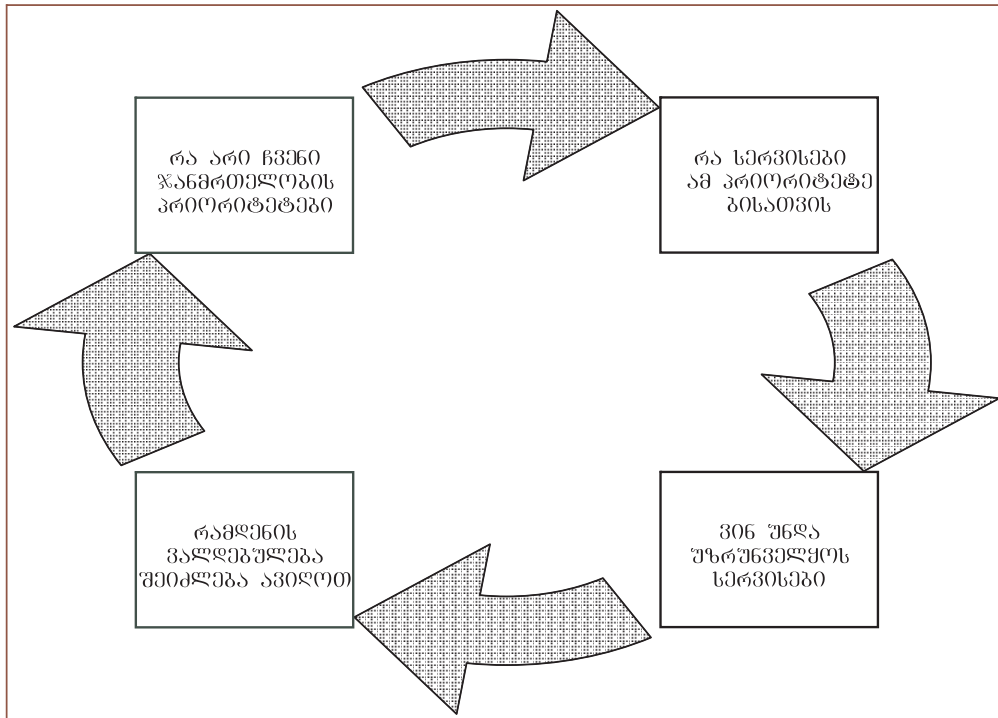 რა არი ჩვენი
ჯანმრთელობის
პრიორიტეტები
რა სერვისები
ამ პრიორიტეტე
ბისათვის
ვინ უნდა
უზრუნველყოს
სერვისები
რამდენის
ვალდებულება
შეიძლება ავიღოთ